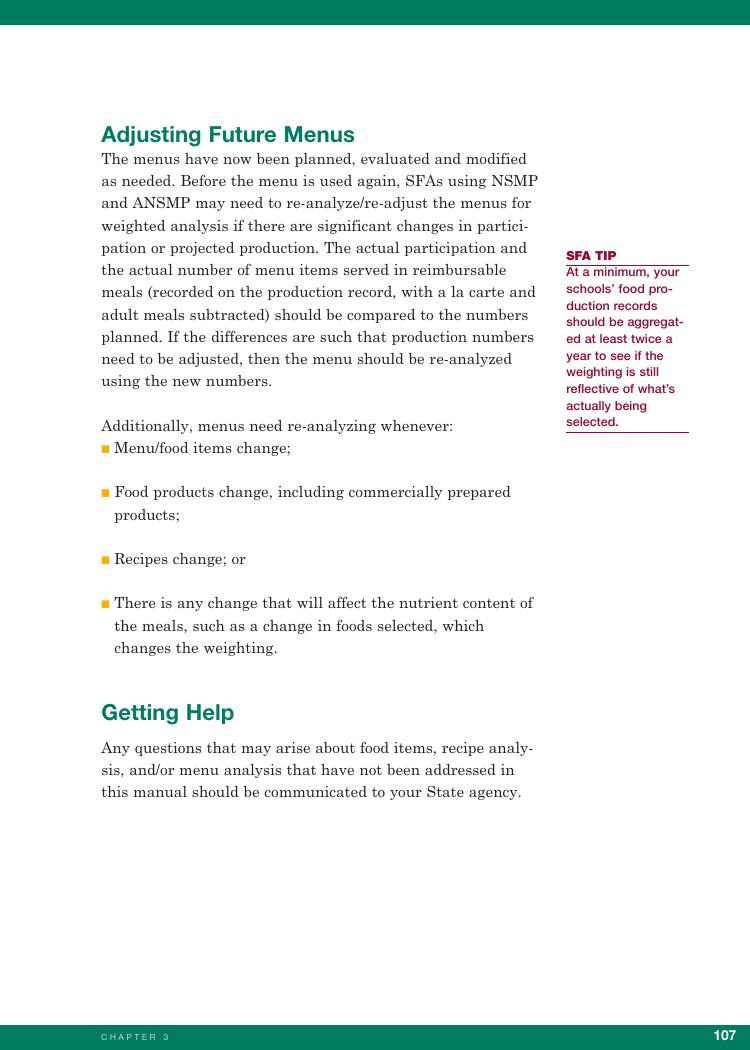 Adjusting Future Menus
The menus have now been planned, evaluated and modified
as needed. Before the menu is used again, SFAs using NSMP
and ANSMP may need to re-analyze/re-adjust the menus for
weighted analysis if there are significant changes in partici-
pation or projected production. The actual participation and
the actual number of menu items served in reimbursable
meals (recorded on the production record, with a la carte and
adult meals subtracted) should be compared to the numbers
planned. If the differences are such that production numbers
need to be adjusted, then the menu should be re-analyzed
using the new numbers.
Additionally, menus need re-analyzing whenever:
■ Menu/food items change;
■ Food products change, including commercially prepared
products;
■ Recipes change; or
■ There is any change that will affect the nutrient content of
the meals, such as a change in foods selected, which
changes the weighting.
Getting Help
Any questions that may arise about food items, recipe analy-
sis, and/or menu analysis that have not been addressed in
this manual should be communicated to your State agency.
SFA TIP
At a minimum, your
schools' food pro-
duction records
should be aggregat-
ed at least twice a
year to see if the
weighting is still
reflective of what's
actually being
selected.
CHAPTER 3
107